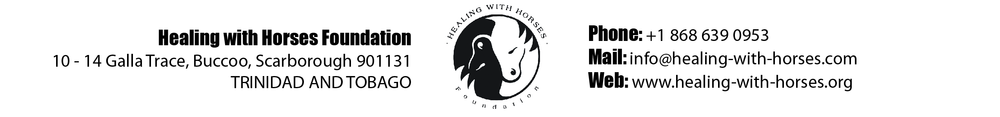 Healing with Horses Foundation
10 - 14 Galla Trace, Buccoo, Scarborough 901131
TRINIDAD AND TOBAGO
· HEALING WITH HORSES ·
Foundation
Phone: +1 868 639 0953
Mail: info@healing-with-horses.com
Web: www.healing-with-horses.org